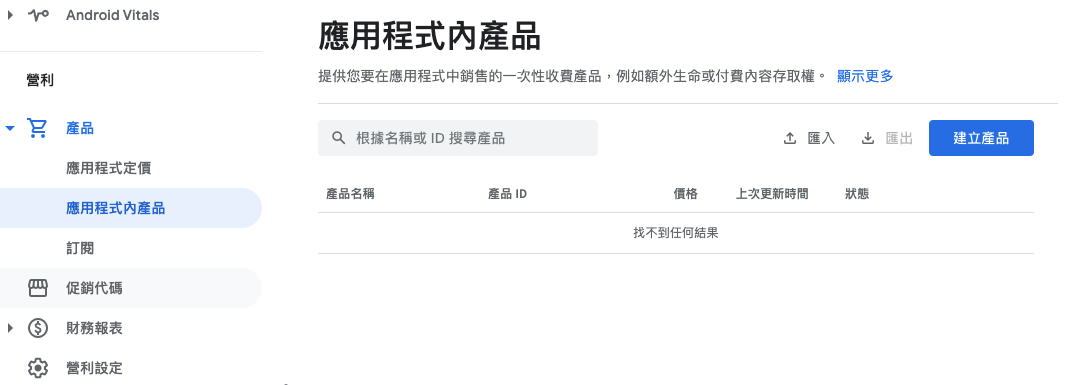 Android Vitals
營利
產品
應用程式定價
應用程式內產品
訂閱
促銷代碼
財務報表
營利設定
應用程式內產品
提供您要在應用程式中銷售的一次性收費產品，例如額外生命或付費內容存取權。 顯示更多
根據名稱或 ID 搜尋產品
匯入
匯出
建立產品
產品名稱 產品 ID 價格 上次更新時間 狀態
找不到任何結果